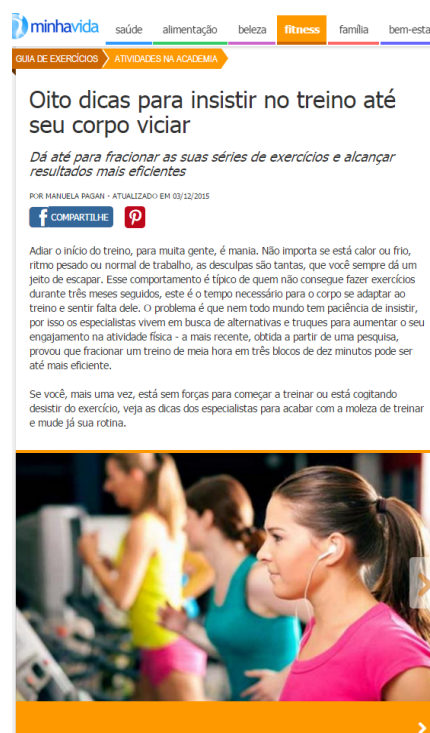 minhavida saúde alimentação beleza fitness família bem-esta
GUIA DE EXERCÍCIOS ATIVIDADES NA ACADEMIA
Oito dicas para insistir no treino até
seu corpo viciar
Dá até para fracionar as suas séries de exercícios e alcançar
resultados mais eficientes
POR MANUELA PAGAN - ATUALIZADO EM 03/12/2015
f COMPARTILHE
Adiar o início do treino, para muita gente, é mania. Não importa se está calor ou frio,
ritmo pesado ou normal de trabalho, as desculpas são tantas, que você sempre dá um
jeito de escapar. Esse comportamento é típico de quem não consegue fazer exercícios
durante três meses seguidos, este é o tempo necessário para o corpo se adaptar ao
treino e sentir falta dele. O problema é que nem todo mundo tem paciência de insistir,
por isso os especialistas vivem em busca de alternativas e truques para aumentar o seu
engajamento na atividade física - a mais recente, obtida a partir de uma pesquisa,
provou que fracionar um treino de meia hora em três blocos de dez minutos pode ser
até mais eficiente.
Se você, mais uma vez, está sem forças para começar a treinar ou está cogitando
desistir do exercício, veja as dicas dos especialistas para acabar com a moleza de treinar
e mude já sua rotina.